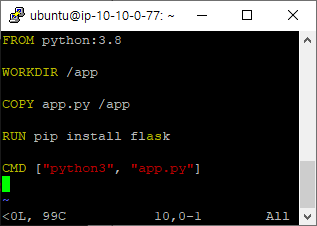 ubuntu@ip-10-10-0-77: ~
FROM python:3.8
WORKDIR /app
COPY app.py /app
RUN pip install flask
CMD ["python3", "app.py"]
~
<0L, 99C 10,0-1 All